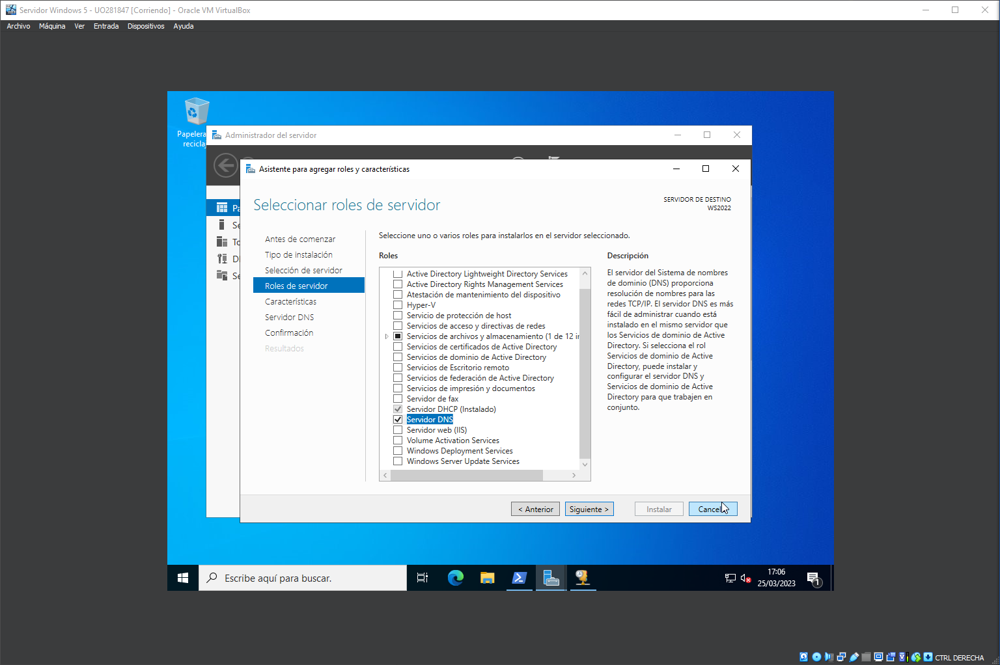 Servidor Windows 5 - UO281847 [Corriendo] - Oracle VM VirtualBox
Archivo Máquina Ver Entrada Dispositivos Ayuda
Papelera
recicla
Administrador del servidor
Asistente para agregar roles y características
Seleccionar roles de servidor
SERVIDOR DE DESTINO
WS2022
Pa
Se
To
D
Se
Antes de comenzar
Tipo de instalación
Selección de servidor
Roles de servidor
Características
Servidor DNS
Confirmación
Resultados
Seleccione uno o varios roles para instalarlos en el servidor seleccionado.
Roles
Active Directory Lightweight Directory Services
Active Directory Rights Management Services
Atestación de mantenimiento del dispositivo
Hyper-V
Servicio de protección de host
Servicios de acceso y directivas de redes
Servicios de archivos y almacenamiento (1 de 12 in
Servicios de certificados de Active Directory
Servicios de dominio de Active Directory
Servicios de Escritorio remoto
Servicios de federación de Active Directory
Servicios de impresión y documentos
Servidor de fax
Servidor DHCP (Instalado)
Servidor DNS
Servidor web (IIS)
Volume Activation Services
Windows Deployment Services
Windows Server Update Services
Descripción
El servidor del Sistema de nombres
de dominio (DNS) proporciona
resolución de nombres para las
redes TCP/IP. El servidor DNS es más
fácil de administrar cuando está
instalado en el mismo servidor que
los Servicios de dominio de Active
Directory. Si selecciona el rol
Servicios de dominio de Active
Directory, puede instalar y
configurar el servidor DNS y
Servicios de dominio de Active
Directory para que trabajen en
conjunto.
< Anterior Siguiente > Instalar Cancel
Escribe aquí para buscar.
17:06
25/03/2023
1
CTRL DERECHA